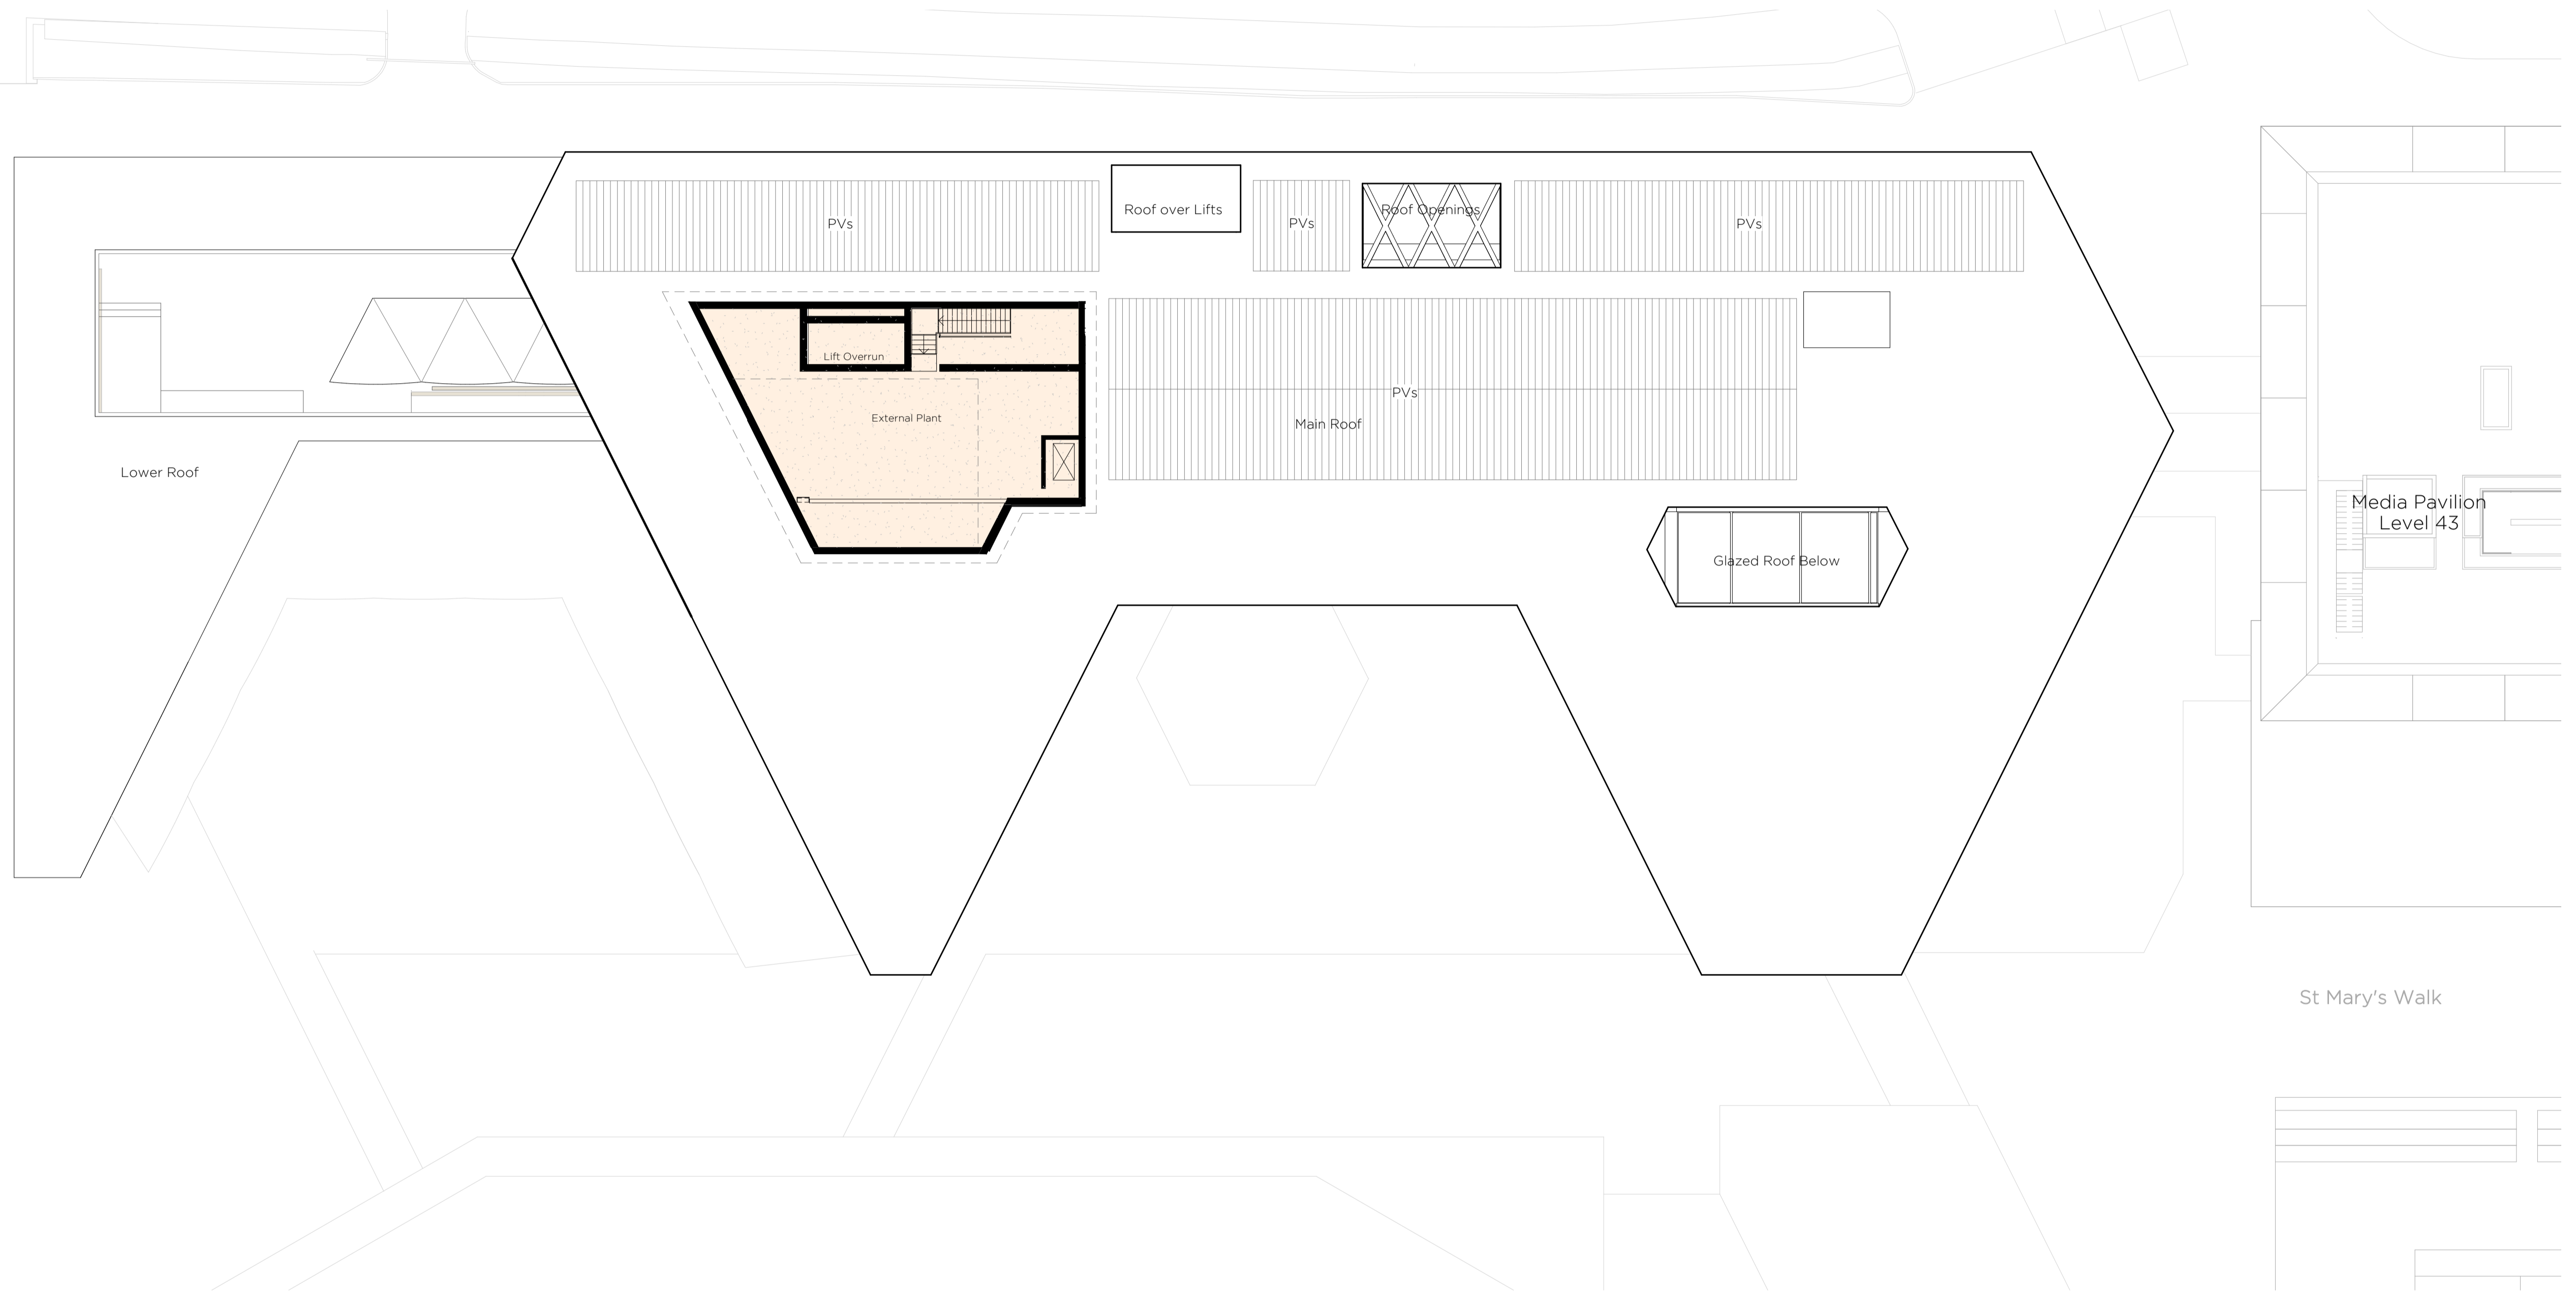 Roof over Lifts
Roof Openings
PVs
PVs
PVs
Lift Overrun
PVs
External Plant
Main Roof
Lower Roof
Media Pavilion
Level 43
Glazed Roof Below
St Mary's Walk